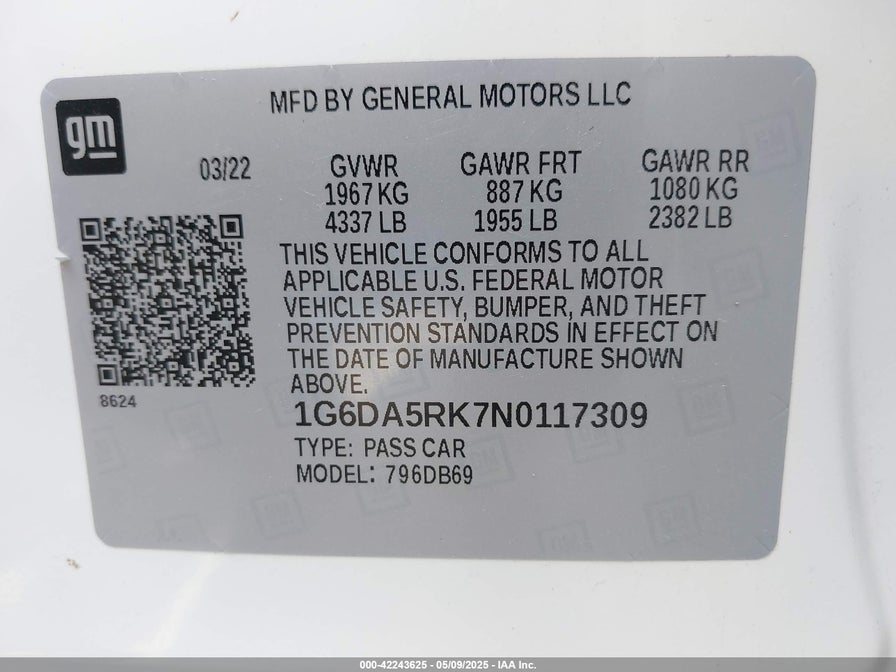 MFD BY GENERAL MOTORS LLC
gm
03/22
GVWR GAWR FRT GAWR RR
1967 KG 887 KG 1080 KG
4337 LB 1955 LB 2382 LB
THIS VEHICLE CONFORMS TO ALL
APPLICABLE U.S. FEDERAL MOTOR
VEHICLE SAFETY, BUMPER, AND THEFT
PREVENTION STANDARDS IN EFFECT ON
THE DATE OF MANUFACTURE SHOWN
ABOVE.
8624
1G6DA5RK7N0117309
TYPE: PASS CAR
MODEL: 796DB69
000-42243625 - 05/09/2025 - IAA Inc.